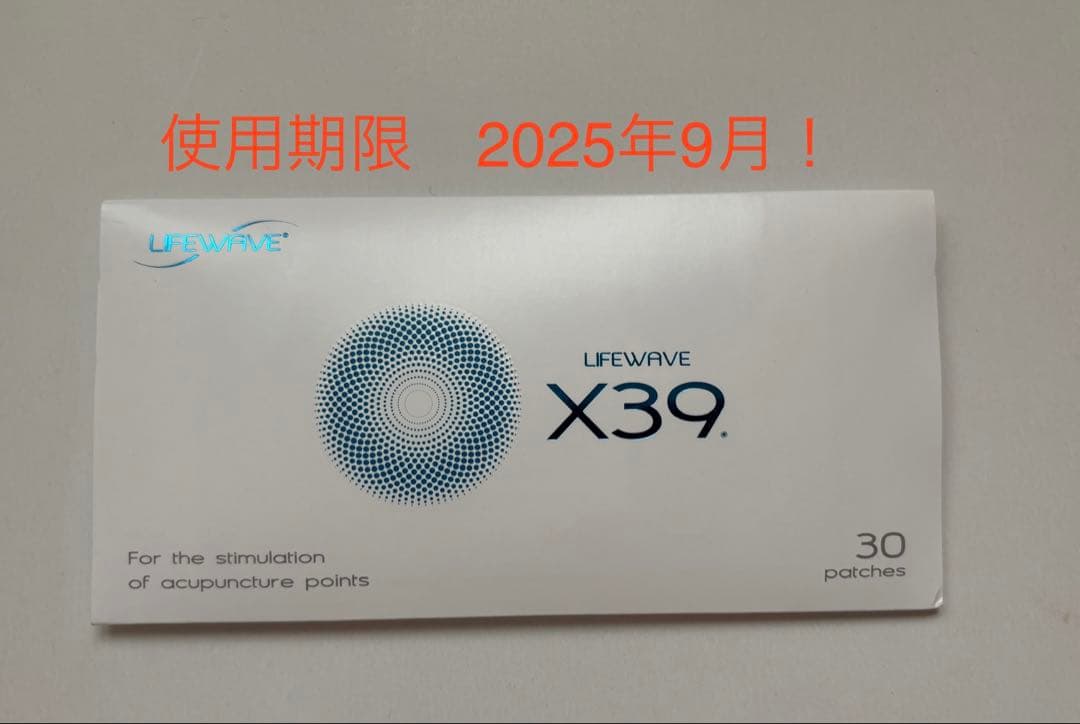 使用期限　2025年9月！
LIFEWAVE®
LIFEWAVE
X39®
For the stimulation
of acupuncture points
30
patches